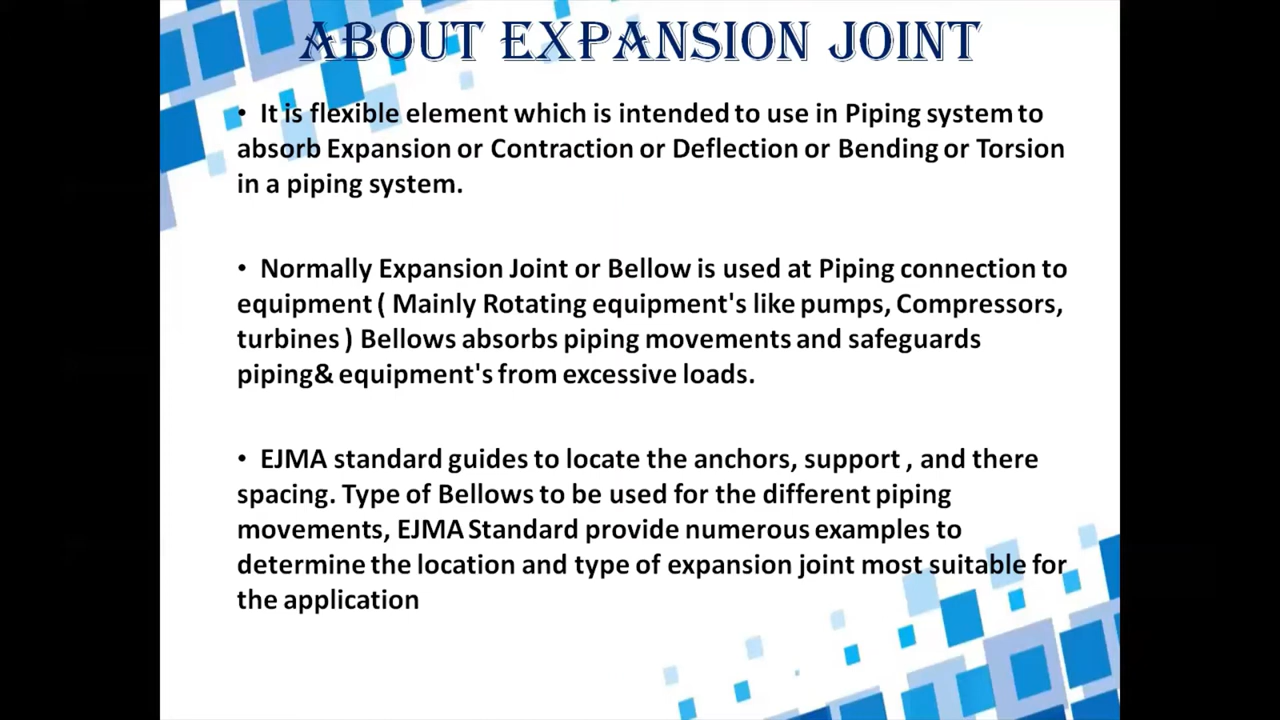 ABOUT EXPANSION JOINT
• It is flexible element which is intended to use in Piping system to
absorb Expansion or Contraction or Deflection or Bending or Torsion
in a piping system.
• Normally Expansion Joint or Bellow is used at Piping connection to
equipment ( Mainly Rotating equipment's like pumps, Compressors,
turbines ) Bellows absorbs piping movements and safeguards
piping& equipment's from excessive loads.
• EJMA standard guides to locate the anchors, support , and there
spacing. Type of Bellows to be used for the different piping
movements, EJMA Standard provide numerous examples to
determine the location and type of expansion joint most suitable for
the application